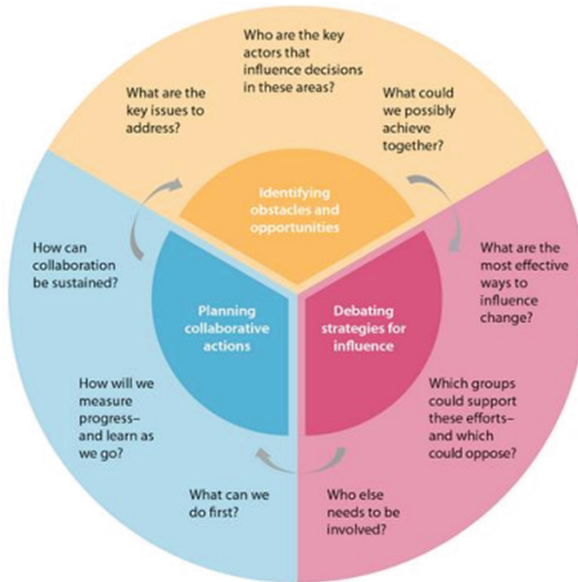 Who are the key
actors that
influence decisions
in these areas?
What are the
key issues to
address?
What could
we possibly
achieve
together?
Identifying
obstacles and
opportunities
How can
collaboration
be sustained?
What are the
most effective
ways to
influence
change?
Planning
collaborative
actions
Debating
strategies for
influence
How will we
measure
progress–
and learn as
we go?
Which groups
could support
these efforts–
and which
could oppose?
What can we
do first?
Who else
needs to be
involved?